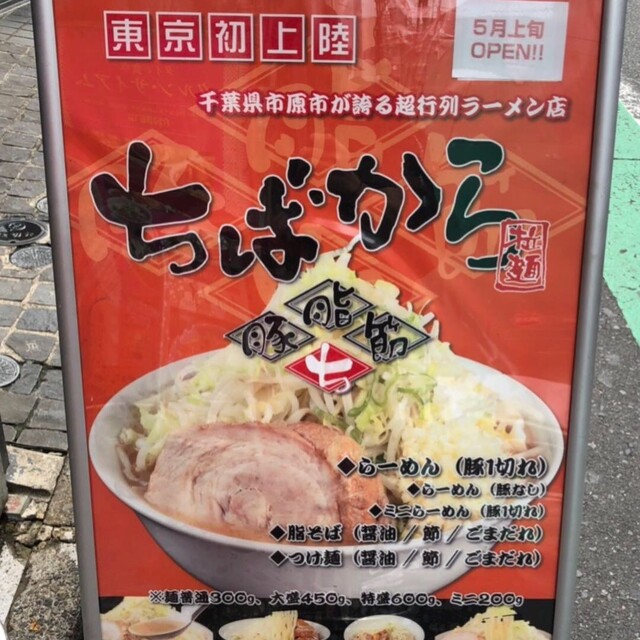 東京初上陸
5月上旬
OPEN!!
千葉県市原市が誇る超行列ラーメン店
ちばから
拉麺
豚脂節
ち
◆らーめん（豚1切れ）
◆らーめん（豚なし）
◆ミニらーめん（豚1切れ）
◆脂そば（醤油 / 節 / ごまだれ）
◆つけ麺（醤油 / 節 / ごまだれ）
※麺普通300g、大盛450g、特盛600g、ミニ200g